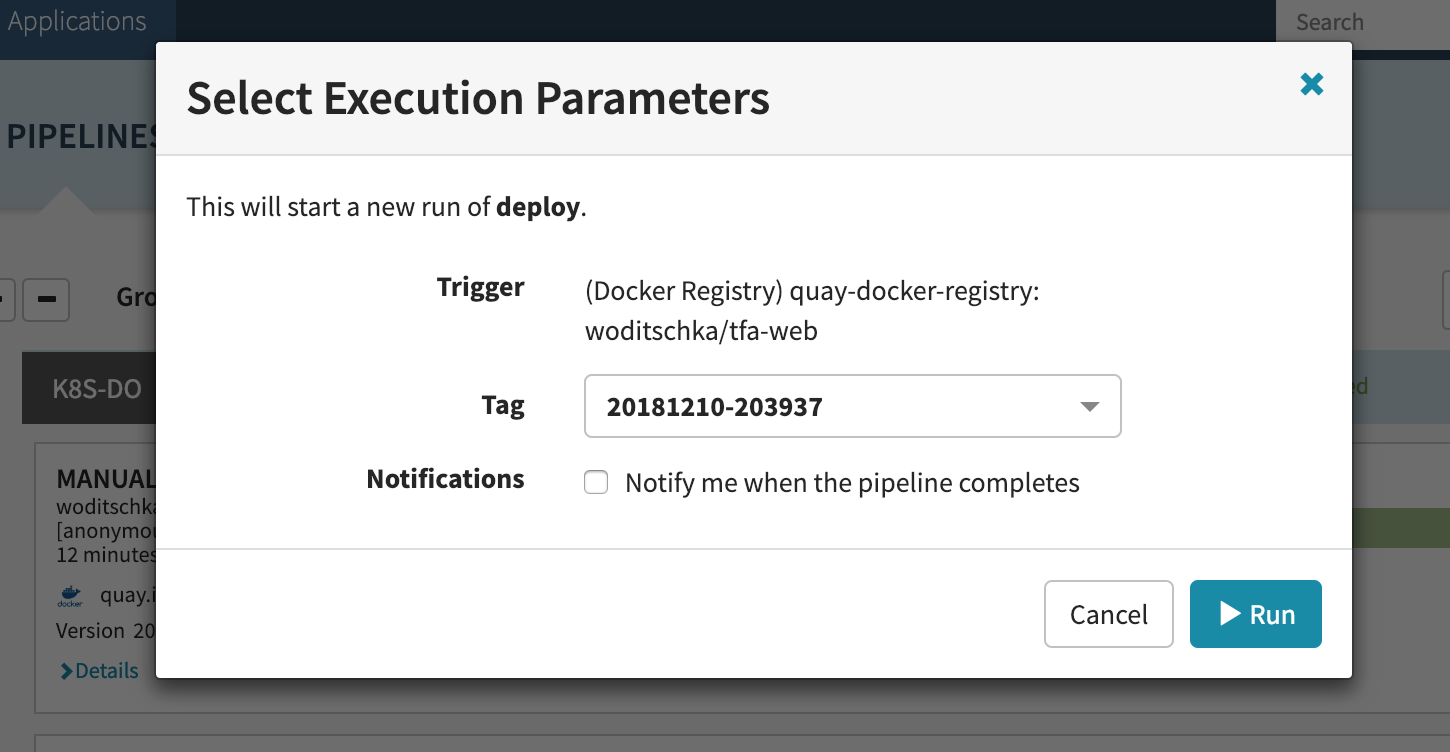 Applications
Search
Select Execution Parameters
PIPELINES
This will start a new run of deploy.
Trigger
(Docker Registry) quay-docker-registry:
woditschka/tfa-web
Gro
K8S-DO
ed
Tag
20181210-203937
Notifications
Notify me when the pipeline completes
MANUAL
woditschka
[anonymou
12 minutes
docker
quay.i
Version 20
Details
Cancel
Run